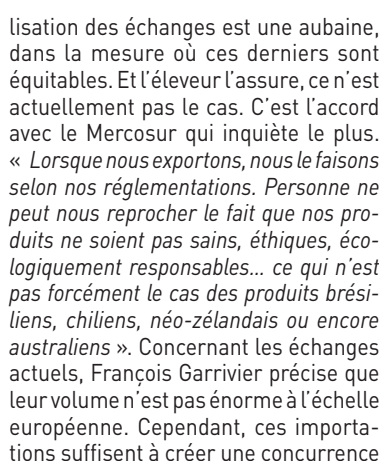 lisation des échanges est une aubaine,
dans la mesure où ces derniers sont
équitables. Et l’éleveur l’assure, ce n’est
actuellement pas le cas. C’est l’accord
avec le Mercosur qui inquiète le plus.
« Lorsque nous exportons, nous le faisons
selon nos réglementations. Personne ne
peut nous reprocher le fait que nos pro-
duits ne soient pas sains, éthiques, éco-
logiquement responsables... ce qui n’est
pas forcément le cas des produits brési-
liens, chiliens, néo-zélandais ou encore
australiens ». Concernant les échanges
actuels, François Garrivier précise que
leur volume n’est pas énorme à l’échelle
européenne. Cependant, ces importa-
tions suffisent à créer une concurrence